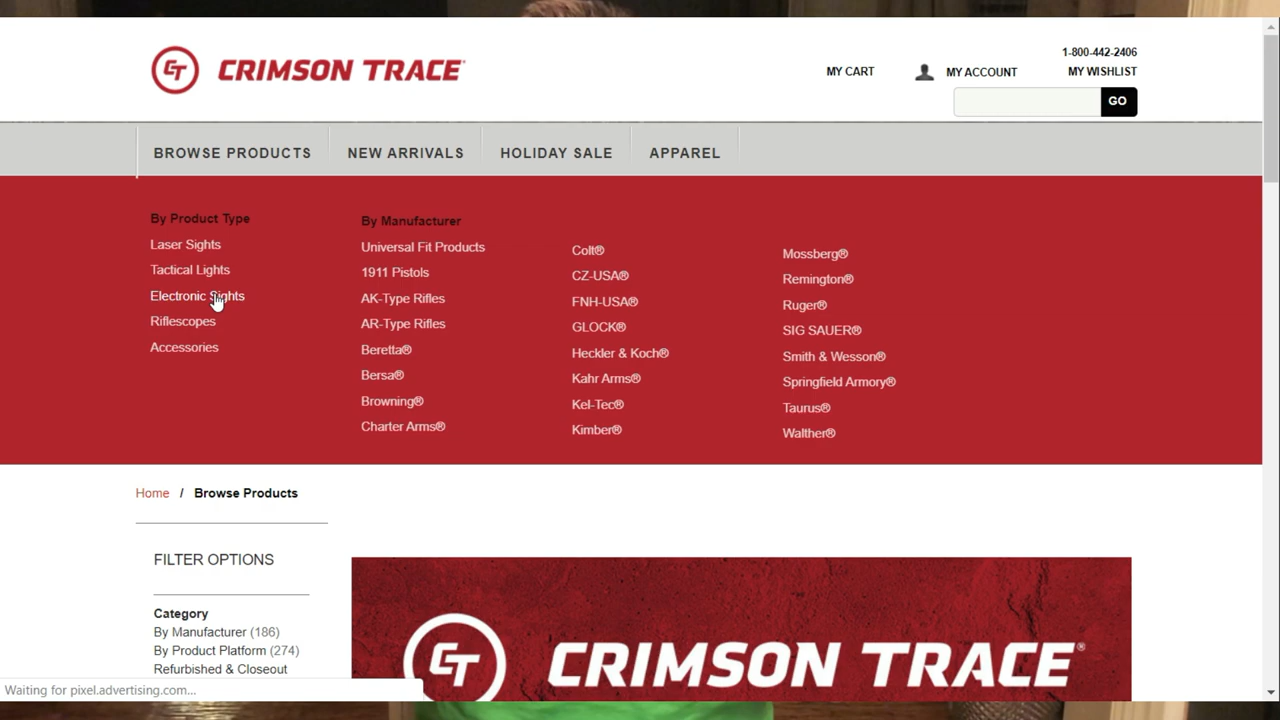 CT CRIMSON TRACE®
1-800-442-2406
MY CART MY ACCOUNT MY WISHLIST
GO
BROWSE PRODUCTS NEW ARRIVALS HOLIDAY SALE APPAREL
By Product Type
Laser Sights
Tactical Lights
Electronic Sights
Riflescopes
Accessories
By Manufacturer
Universal Fit Products
1911 Pistols
AK-Type Rifles
AR-Type Rifles
Beretta®
Bersa®
Browning®
Charter Arms®
Colt®
CZ-USA®
FNH-USA®
GLOCK®
Heckler & Koch®
Kahr Arms®
Kel-Tec®
Kimber®
Mossberg®
Remington®
Ruger®
SIG SAUER®
Smith & Wesson®
Springfield Armory®
Taurus®
Walther®
Home / Browse Products
FILTER OPTIONS
Category
By Manufacturer (186)
By Product Platform (274)
Refurbished & Closeout
CT CRIMSON TRACE®
Waiting for pixel.advertising.com...